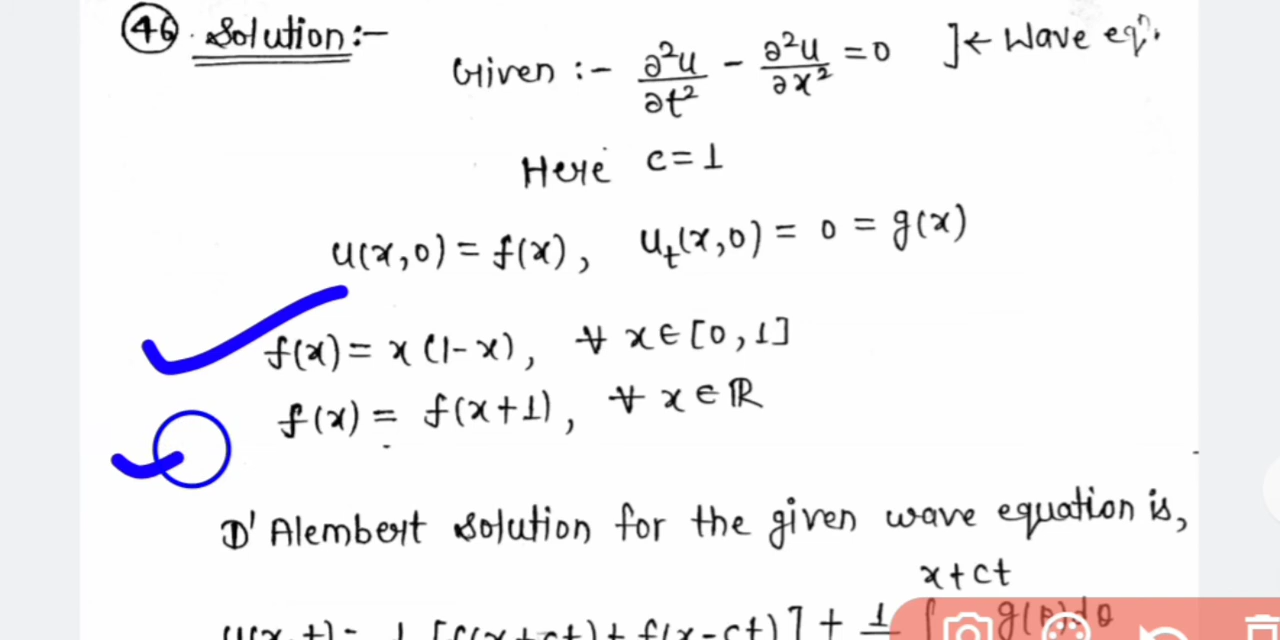 46. Solution:-
Given :- ∂²u/∂t² - ∂²u/∂x² = 0 ]← Wave eqⁿ.
Here c=1
u(x,0) = f(x), uₜ(x,0) = 0 = g(x)
f(x) = x (1-x), ∀ x∈[0,1]
f(x) = f(x+1), ∀ x∈ℝ
D'Alembert solution for the given wave equation is,
x+ct